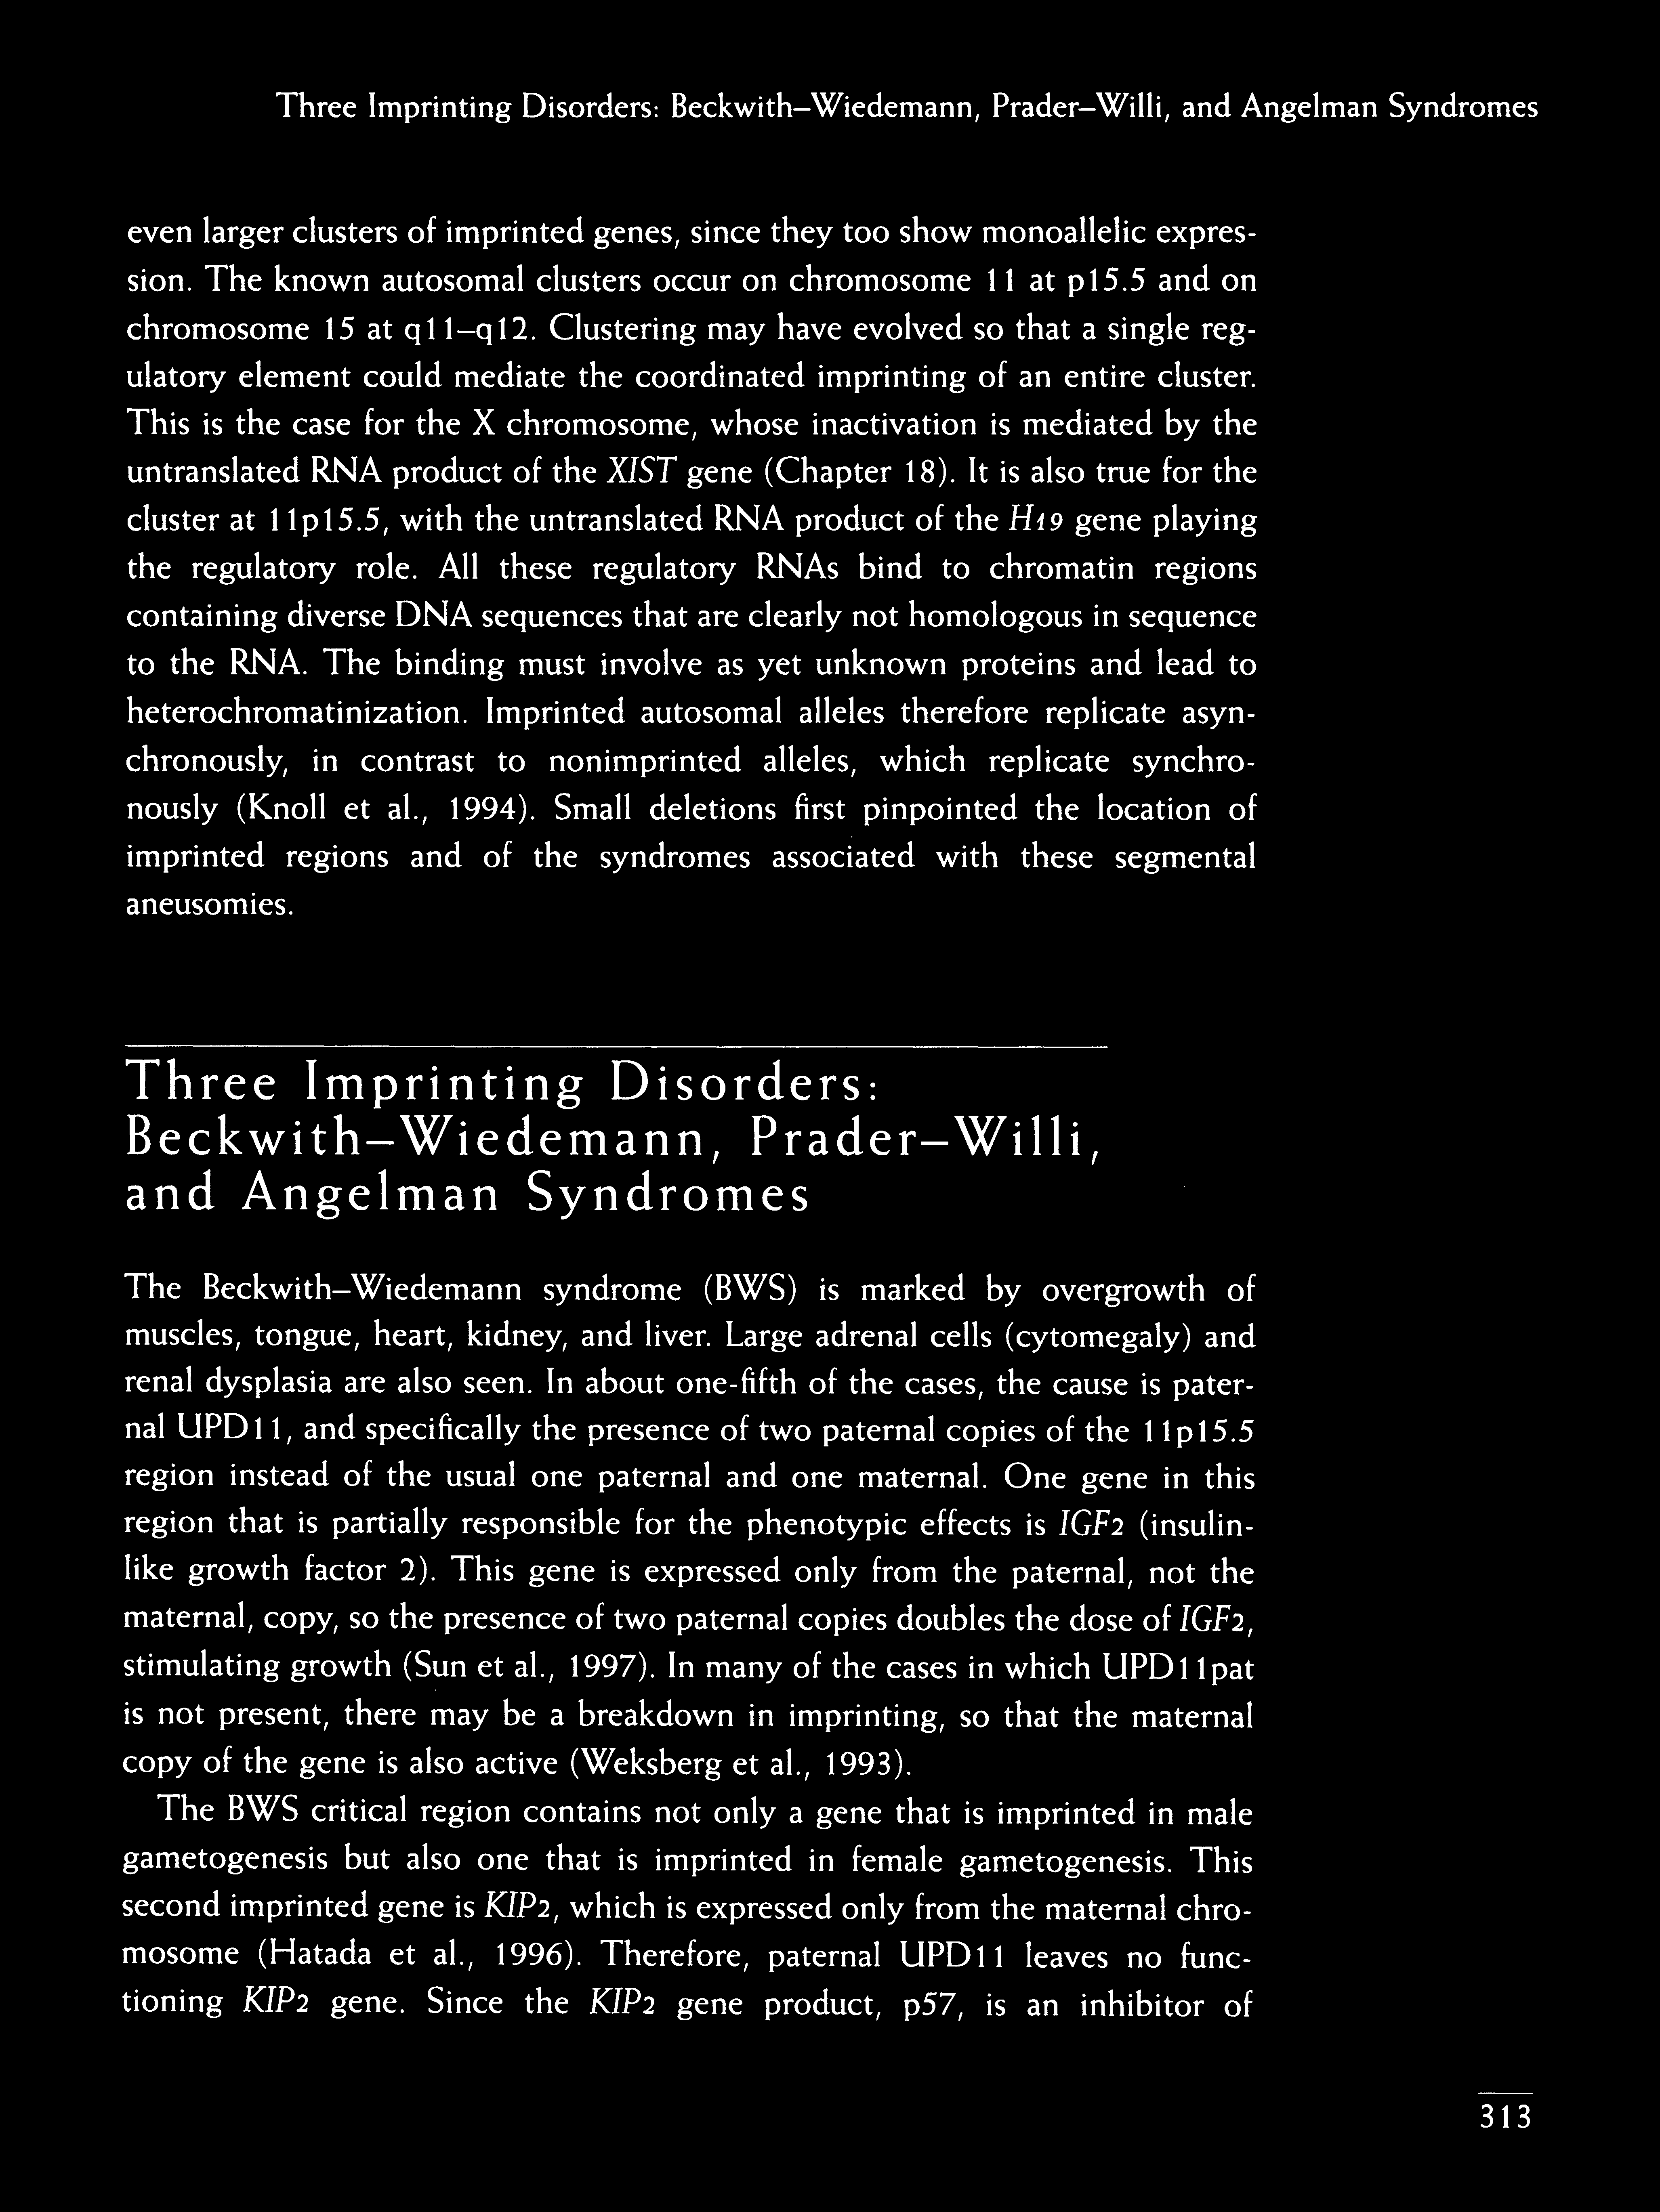 Three Imprinting Disorders: Beckwith–Wiedemann, Prader–Willi, and Angelman Syndromes
even larger clusters of imprinted genes, since they too show monoallelic expres-
sion. The known autosomal clusters occur on chromosome 11 at p15.5 and on
chromosome 15 at q11–q12. Clustering may have evolved so that a single reg-
ulatory element could mediate the coordinated imprinting of an entire cluster.
This is the case for the X chromosome, whose inactivation is mediated by the
untranslated RNA product of the XIST gene (Chapter 18). It is also true for the
cluster at 11p15.5, with the untranslated RNA product of the H19 gene playing
the regulatory role. All these regulatory RNAs bind to chromatin regions
containing diverse DNA sequences that are clearly not homologous in sequence
to the RNA. The binding must involve as yet unknown proteins and lead to
heterochromatinization. Imprinted autosomal alleles therefore replicate asyn-
chronously, in contrast to nonimprinted alleles, which replicate synchro-
nously (Knoll et al., 1994). Small deletions first pinpointed the location of
imprinted regions and of the syndromes associated with these segmental
aneusomies.
Three Imprinting Disorders:
Beckwith–Wiedemann, Prader–Willi,
and Angelman Syndromes
The Beckwith–Wiedemann syndrome (BWS) is marked by overgrowth of
muscles, tongue, heart, kidney, and liver. Large adrenal cells (cytomegaly) and
renal dysplasia are also seen. In about one-fifth of the cases, the cause is pater-
nal UPD11, and specifically the presence of two paternal copies of the 11p15.5
region instead of the usual one paternal and one maternal. One gene in this
region that is partially responsible for the phenotypic effects is IGF2 (insulin-
like growth factor 2). This gene is expressed only from the paternal, not the
maternal, copy, so the presence of two paternal copies doubles the dose of IGF2,
stimulating growth (Sun et al., 1997). In many of the cases in which UPD11pat
is not present, there may be a breakdown in imprinting, so that the maternal
copy of the gene is also active (Weksberg et al., 1993).
The BWS critical region contains not only a gene that is imprinted in male
gametogenesis but also one that is imprinted in female gametogenesis. This
second imprinted gene is KIP2, which is expressed only from the maternal chro-
mosome (Hatada et al., 1996). Therefore, paternal UPD11 leaves no func-
tioning KIP2 gene. Since the KIP2 gene product, p57, is an inhibitor of
313